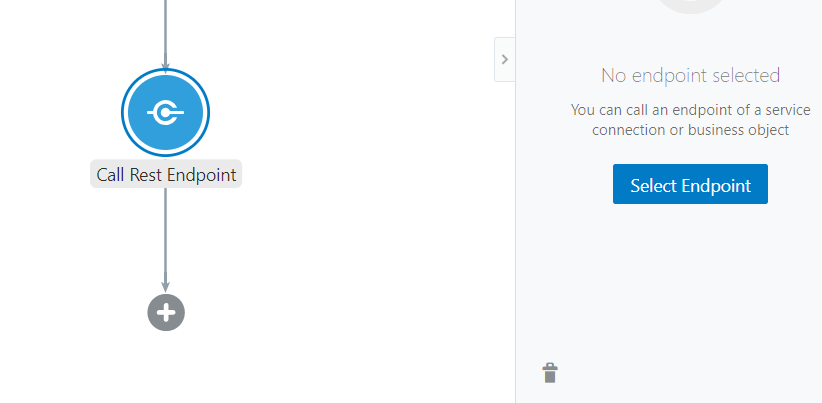 No endpoint selected
You can call an endpoint of a service
connection or business object
Call Rest Endpoint
Select Endpoint